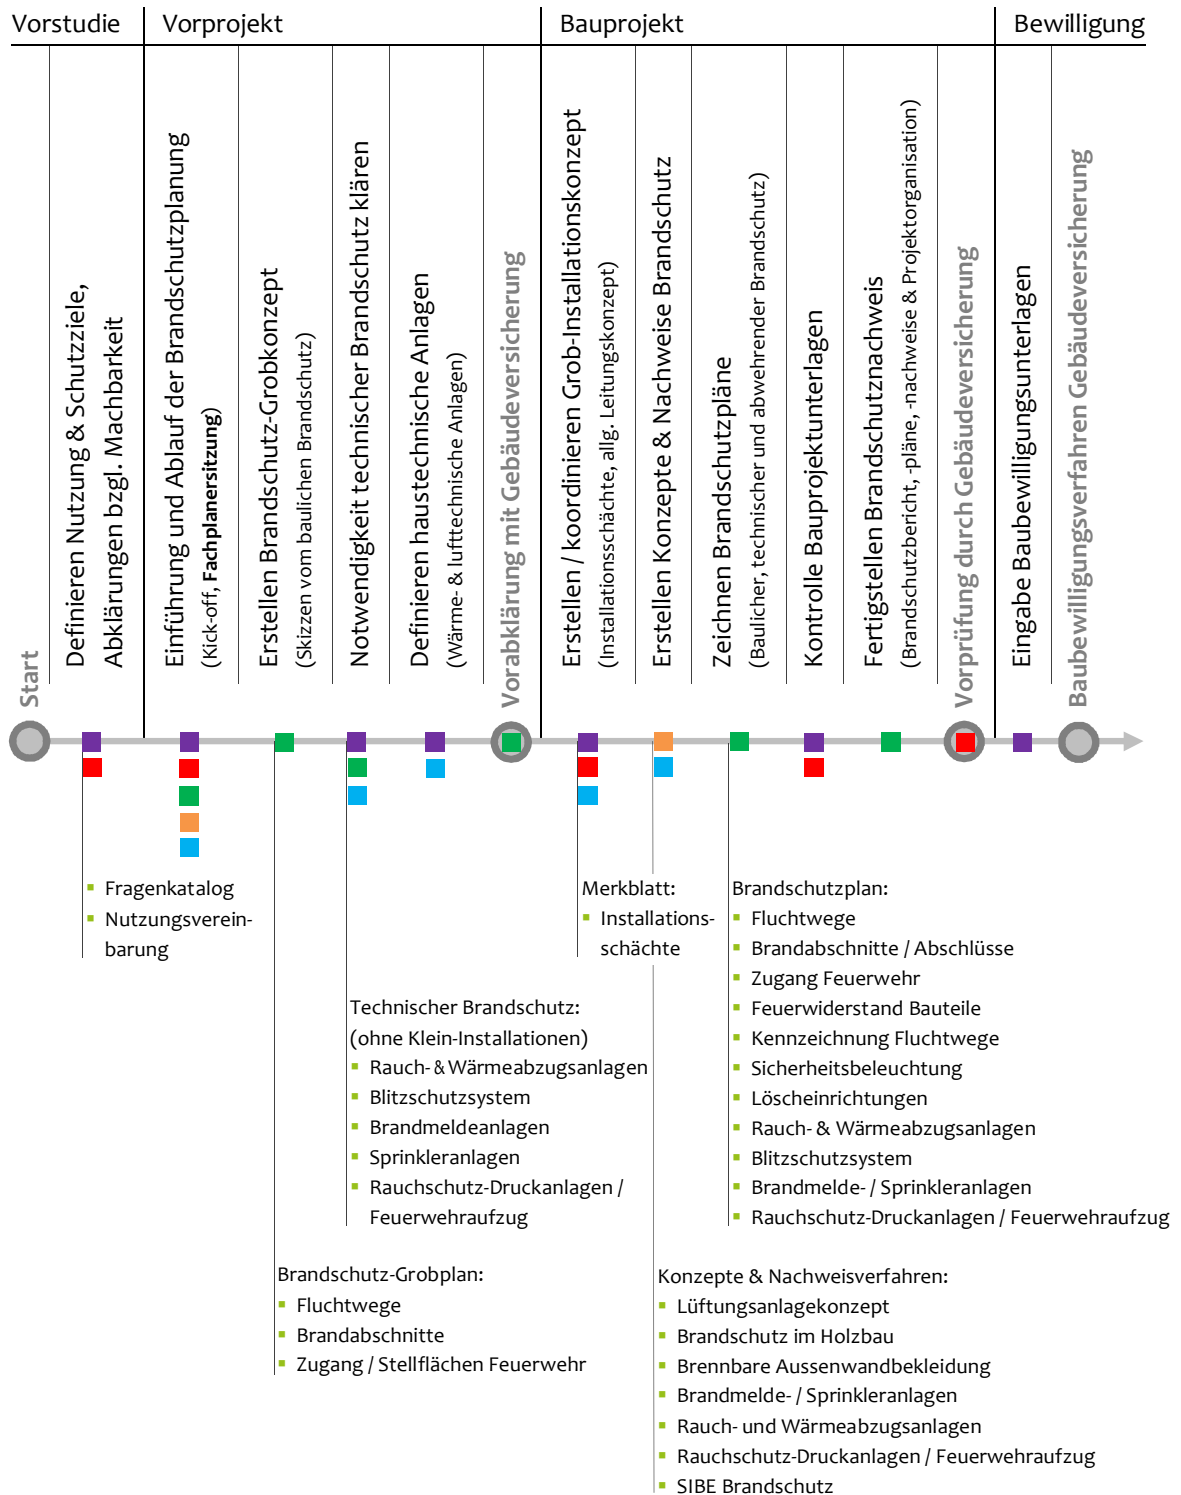 Vorstudie
Vorprojekt
Bauprojekt
Bewilligung
Start
Definieren Nutzung & Schutzziele,
Abklärungen bzgl. Machbarkeit
Einführung und Ablauf der Brandschutzplanung
(Kick-off, Fachplanersitzung)
Erstellen Brandschutz-Grobkonzept
(Skizzen vom baulichen Brandschutz)
Notwendigkeit technischer Brandschutz klären
Definieren haustechnische Anlagen
(Wärme- & lufttechnische Anlagen)
Vorabklärung mit Gebäudeversicherung
Erstellen / koordinieren Grob-Installationskonzept
(Installationsschächte, allg. Leitungskonzept)
Erstellen Konzepte & Nachweise Brandschutz
Zeichnen Brandschutzpläne
(Baulicher, technischer und abwehrender Brandschutz)
Kontrolle Bauprojektunterlagen
Fertigstellen Brandschutznachweis
(Brandschutzbericht, -pläne, -nachweise & Projektorganisation)
Vorprüfung durch Gebäudeversicherung
Eingabe Baubewilligungsunterlagen
Baubewilligungsverfahren Gebäudeversicherung
Fragenkatalog
Nutzungsverein-
barung
Technischer Brandschutz:
(ohne Klein-Installationen)
Rauch- & Wärmeabzugsanlagen
Blitzschutzsystem
Brandmeldeanlagen
Sprinkleranlagen
Rauchschutz-Druckanlagen /
Feuerwehraufzug
Brandschutz-Grobplan:
Fluchtwege
Brandabschnitte
Zugang / Stellflächen Feuerwehr
Merkblatt:
Installations-
schächte
Brandschutzplan:
Fluchtwege
Brandabschnitte / Abschlüsse
Zugang Feuerwehr
Feuerwiderstand Bauteile
Kennzeichnung Fluchtwege
Sicherheitsbeleuchtung
Löscheinrichtungen
Rauch- & Wärmeabzugsanlagen
Blitzschutzsystem
Brandmelde- / Sprinkleranlagen
Rauchschutz-Druckanlagen / Feuerwehraufzug
Konzepte & Nachweisverfahren:
Lüftungsanlagekonzept
Brandschutz im Holzbau
Brennbare Aussenwandbekleidung
Brandmelde- / Sprinkleranlagen
Rauch- und Wärmeabzugsanlagen
Rauchschutz-Druckanlagen / Feuerwehraufzug
SIBE Brandschutz